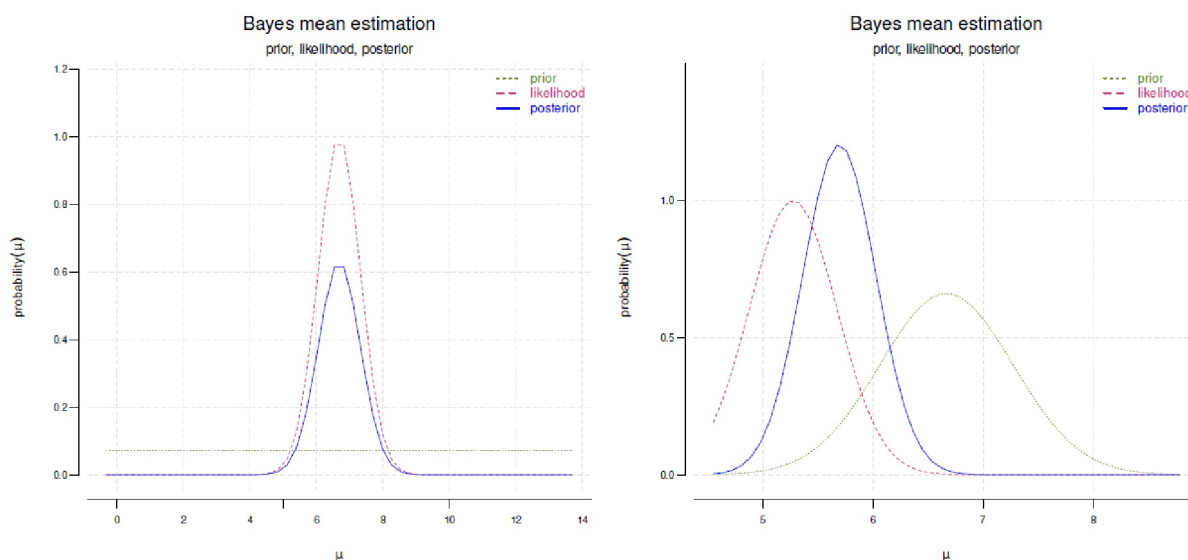 Bayes mean estimation
prior, likelihood, posterior
1.2
1.0
0.8
0.6
0.4
0.2
0.0
probability(μ)
prior
likelihood
posterior
0 2 4 6 8 10 12 14
μ
Bayes mean estimation
prior, likelihood, posterior
1.0
0.5
0.0
probability(μ)
prior
likelihood
posterior
5 6 7 8
μ